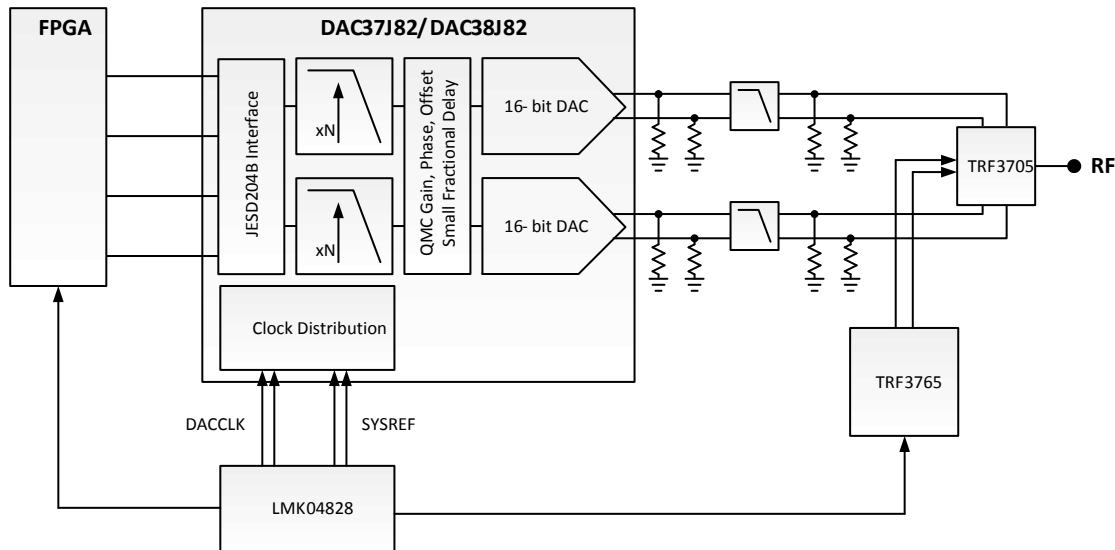 FPGA
DAC37J82/ DAC38J82
JESD204B Interface
xN
xN
QMC Gain, Phase, Offset
Small Fractional Delay
16- bit DAC
16- bit DAC
TRF3705
RF
Clock Distribution
TRF3765
DACCLK
SYSREF
LMK04828